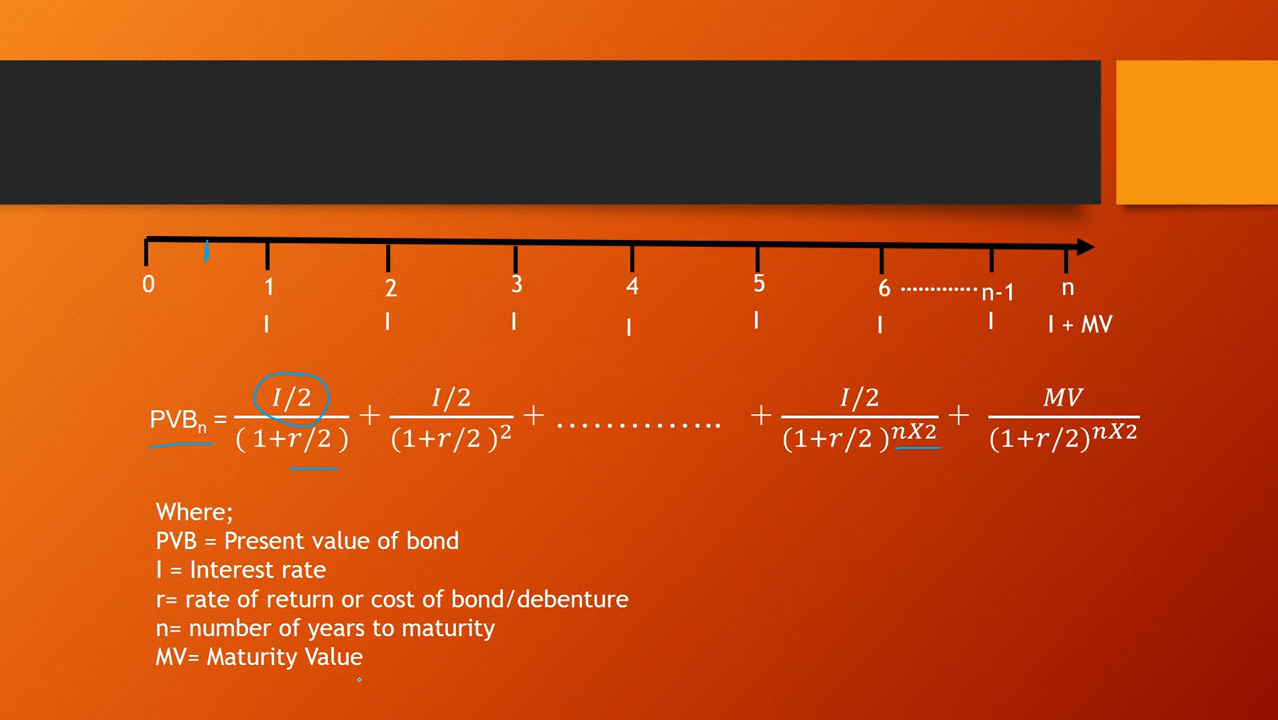 0 1 2 3 4 5 6 ............. n-1 n
I I I I I I I I + MV
PVBₙ = I/2 / ( 1+r/2 ) + I/2 / (1+r/2 )² + .............. + I/2 / (1+r/2 )^nX2 + MV / (1+r/2)^nX2
Where;
PVB = Present value of bond
I = Interest rate
r= rate of return or cost of bond/debenture
n= number of years to maturity
MV= Maturity Value